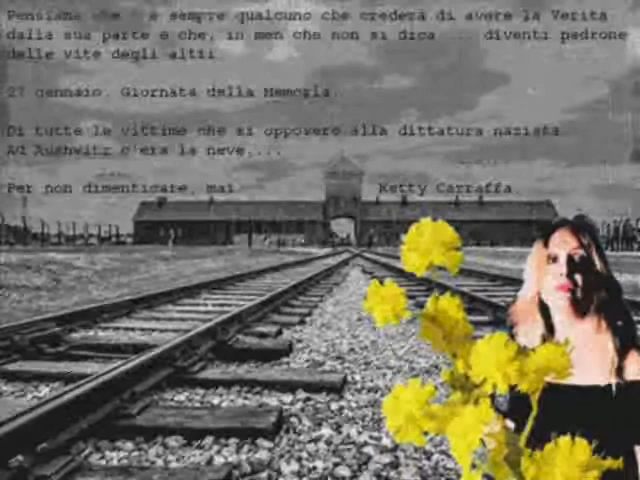 Pensiamo che è sempre qualcuno che crederà di avere la Verità
dalla sua parte e che, in men che non si dica ... diventi padrone
delle vite degli altri.
27 gennaio. Giornata della Memoria.
Di tutte le vittime che si opposero alla dittatura nazista
Ad Aushwitz c'era la neve....
Per non dimenticare, mai Ketty Carraffa